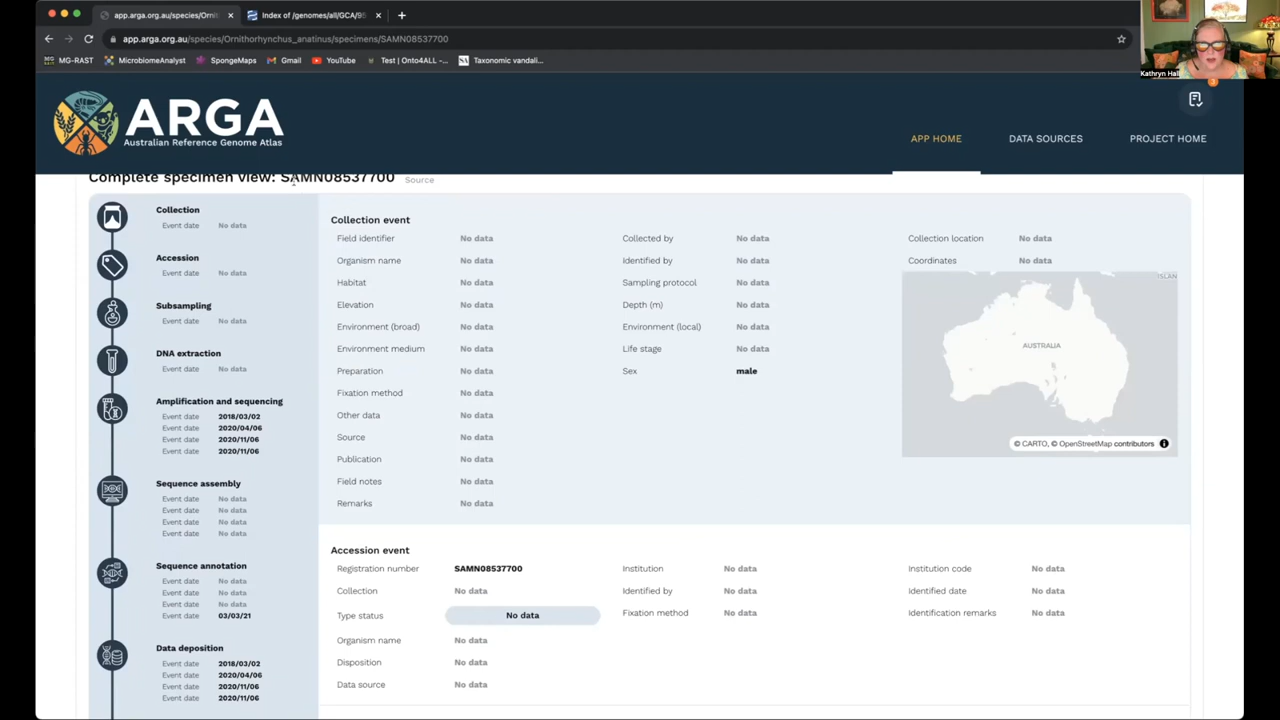 app.arga.org.au/species/Ornit
Index of /genomes/all/GCA/95
app.arga.org.au/species/Ornithorhynchus_anatinus/specimens/SAMN08537700
MG-RAST
MicrobiomeAnalyst
SpongeMaps
Gmail
YouTube
Test | Onto4ALL -...
Taxonomic vandali...
Kathryn Hall
ARGA
Australian Reference Genome Atlas
3
APP HOME
DATA SOURCES
PROJECT HOME
Complete specimen view: SAMN08537700 Source
Collection
Event date No data
Accession
Event date No data
Subsampling
Event date No data
DNA extraction
Event date No data
Amplification and sequencing
Event date 2018/03/02
Event date 2020/04/06
Event date 2020/11/06
Event date 2020/11/06
Sequence assembly
Event date No data
Event date No data
Event date No data
Event date No data
Sequence annotation
Event date No data
Event date No data
Event date No data
Event date 03/03/21
Data deposition
Event date 2018/03/02
Event date 2020/04/06
Event date 2020/11/06
Event date 2020/11/06
Collection event
Field identifier No data Collected by No data Collection location No data
Organism name No data Identified by No data Coordinates No data
Habitat No data Sampling protocol No data
Elevation No data Depth (m) No data
Environment (broad) No data Environment (local) No data
Environment medium No data Life stage No data
Preparation No data Sex male
Fixation method No data
Other data No data
Source No data
Publication No data
Field notes No data
Remarks No data
ISLAN
AUSTRALIA
© CARTO, © OpenStreetMap contributors
Accession event
Registration number SAMN08537700 Institution No data Institution code No data
Collection No data Identified by No data Identified date No data
Type status No data Fixation method No data Identification remarks No data
Organism name No data
Disposition No data
Data source No data